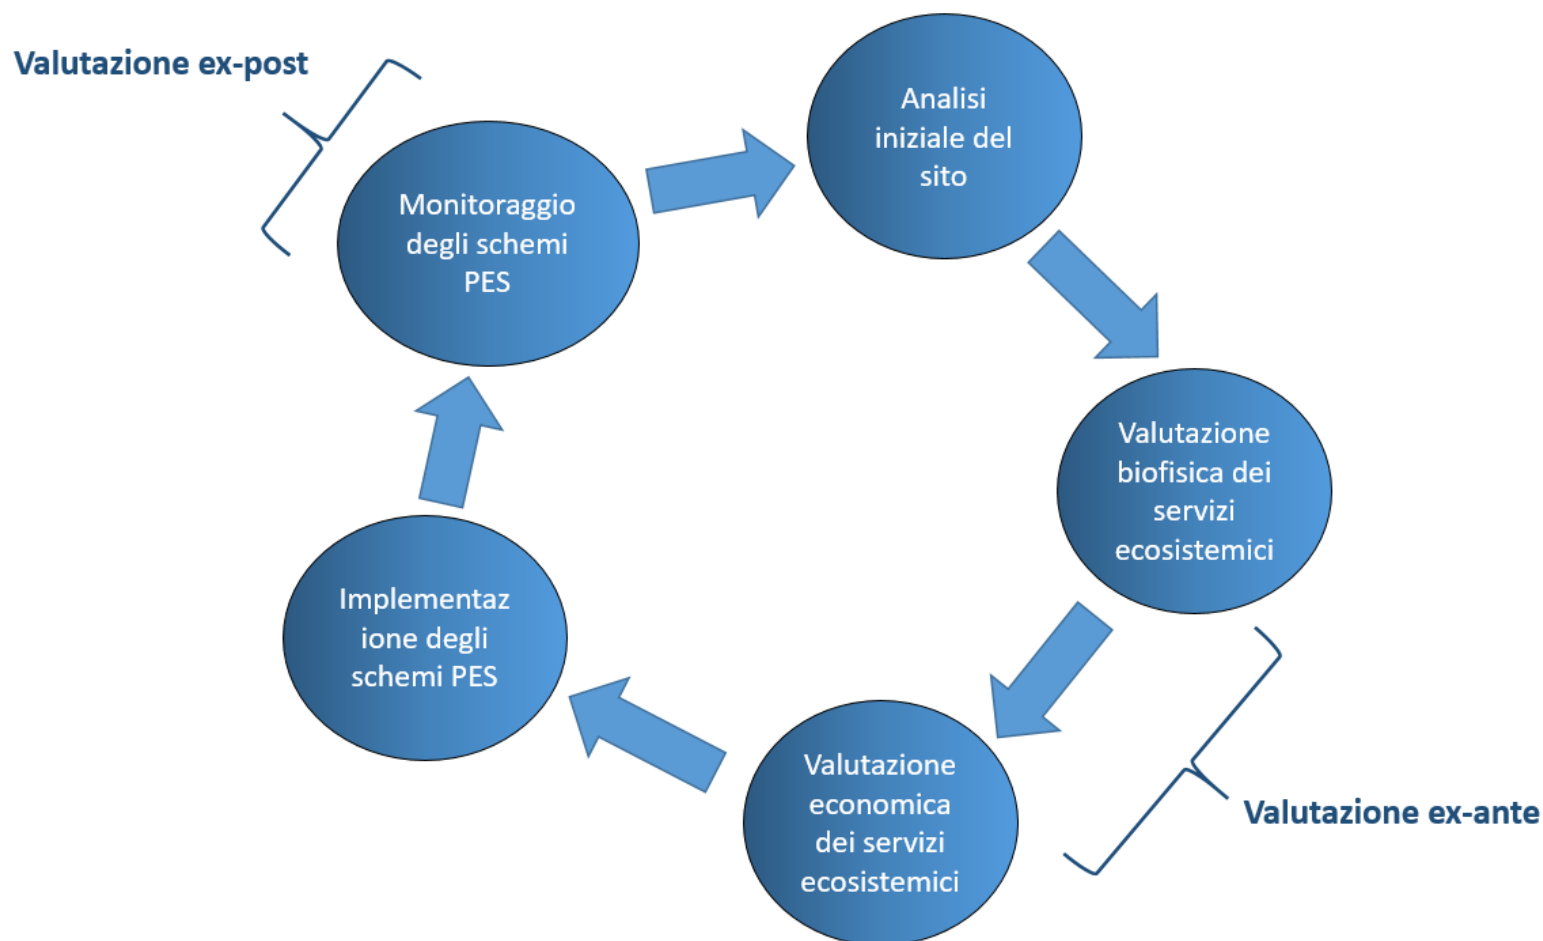 Valutazione ex-post
Analisi
iniziale del
sito
Monitoraggio
degli schemi
PES
Valutazione
biofisica dei
servizi
ecosistemici
Implementaz
ione degli
schemi PES
Valutazione
economica
dei servizi
ecosistemici
Valutazione ex-ante